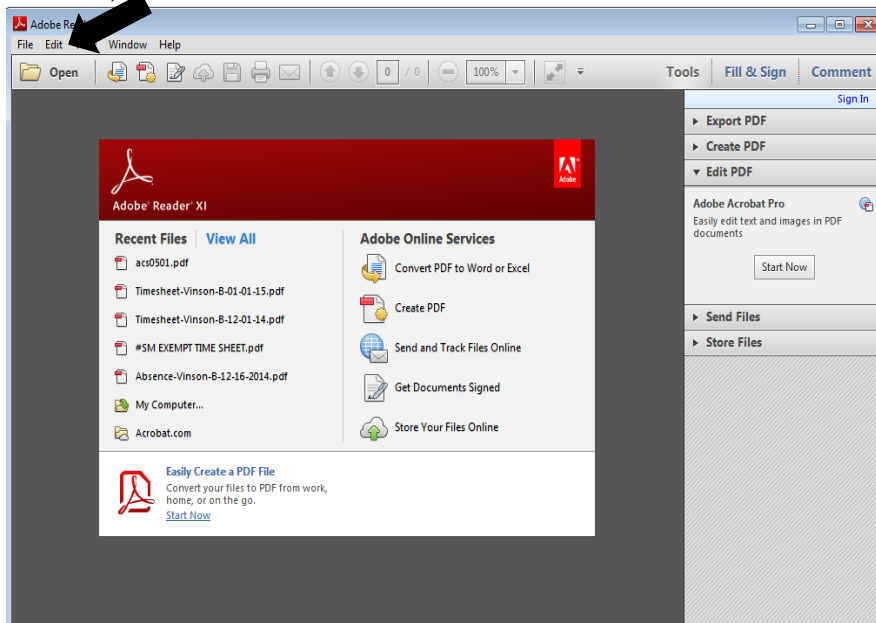 Adobe Re
File Edit Window Help
Open 0 / 0 100% Tools Fill & Sign Comment
Sign In
Export PDF
Create PDF
Edit PDF
Adobe Acrobat Pro
Easily edit text and images in PDF
documents
Start Now
Send Files
Store Files
Adobe
Adobe® Reader® XI
Recent Files View All
acs0501.pdf
Timesheet-Vinson-B-01-01-15.pdf
Timesheet-Vinson-B-12-01-14.pdf
#SM EXEMPT TIME SHEET.pdf
Absence-Vinson-B-12-16-2014.pdf
My Computer...
Acrobat.com
Adobe Online Services
Convert PDF to Word or Excel
Create PDF
Send and Track Files Online
Get Documents Signed
Store Your Files Online
Easily Create a PDF File
Convert your files to PDF from work,
home, or on the go.
Start Now